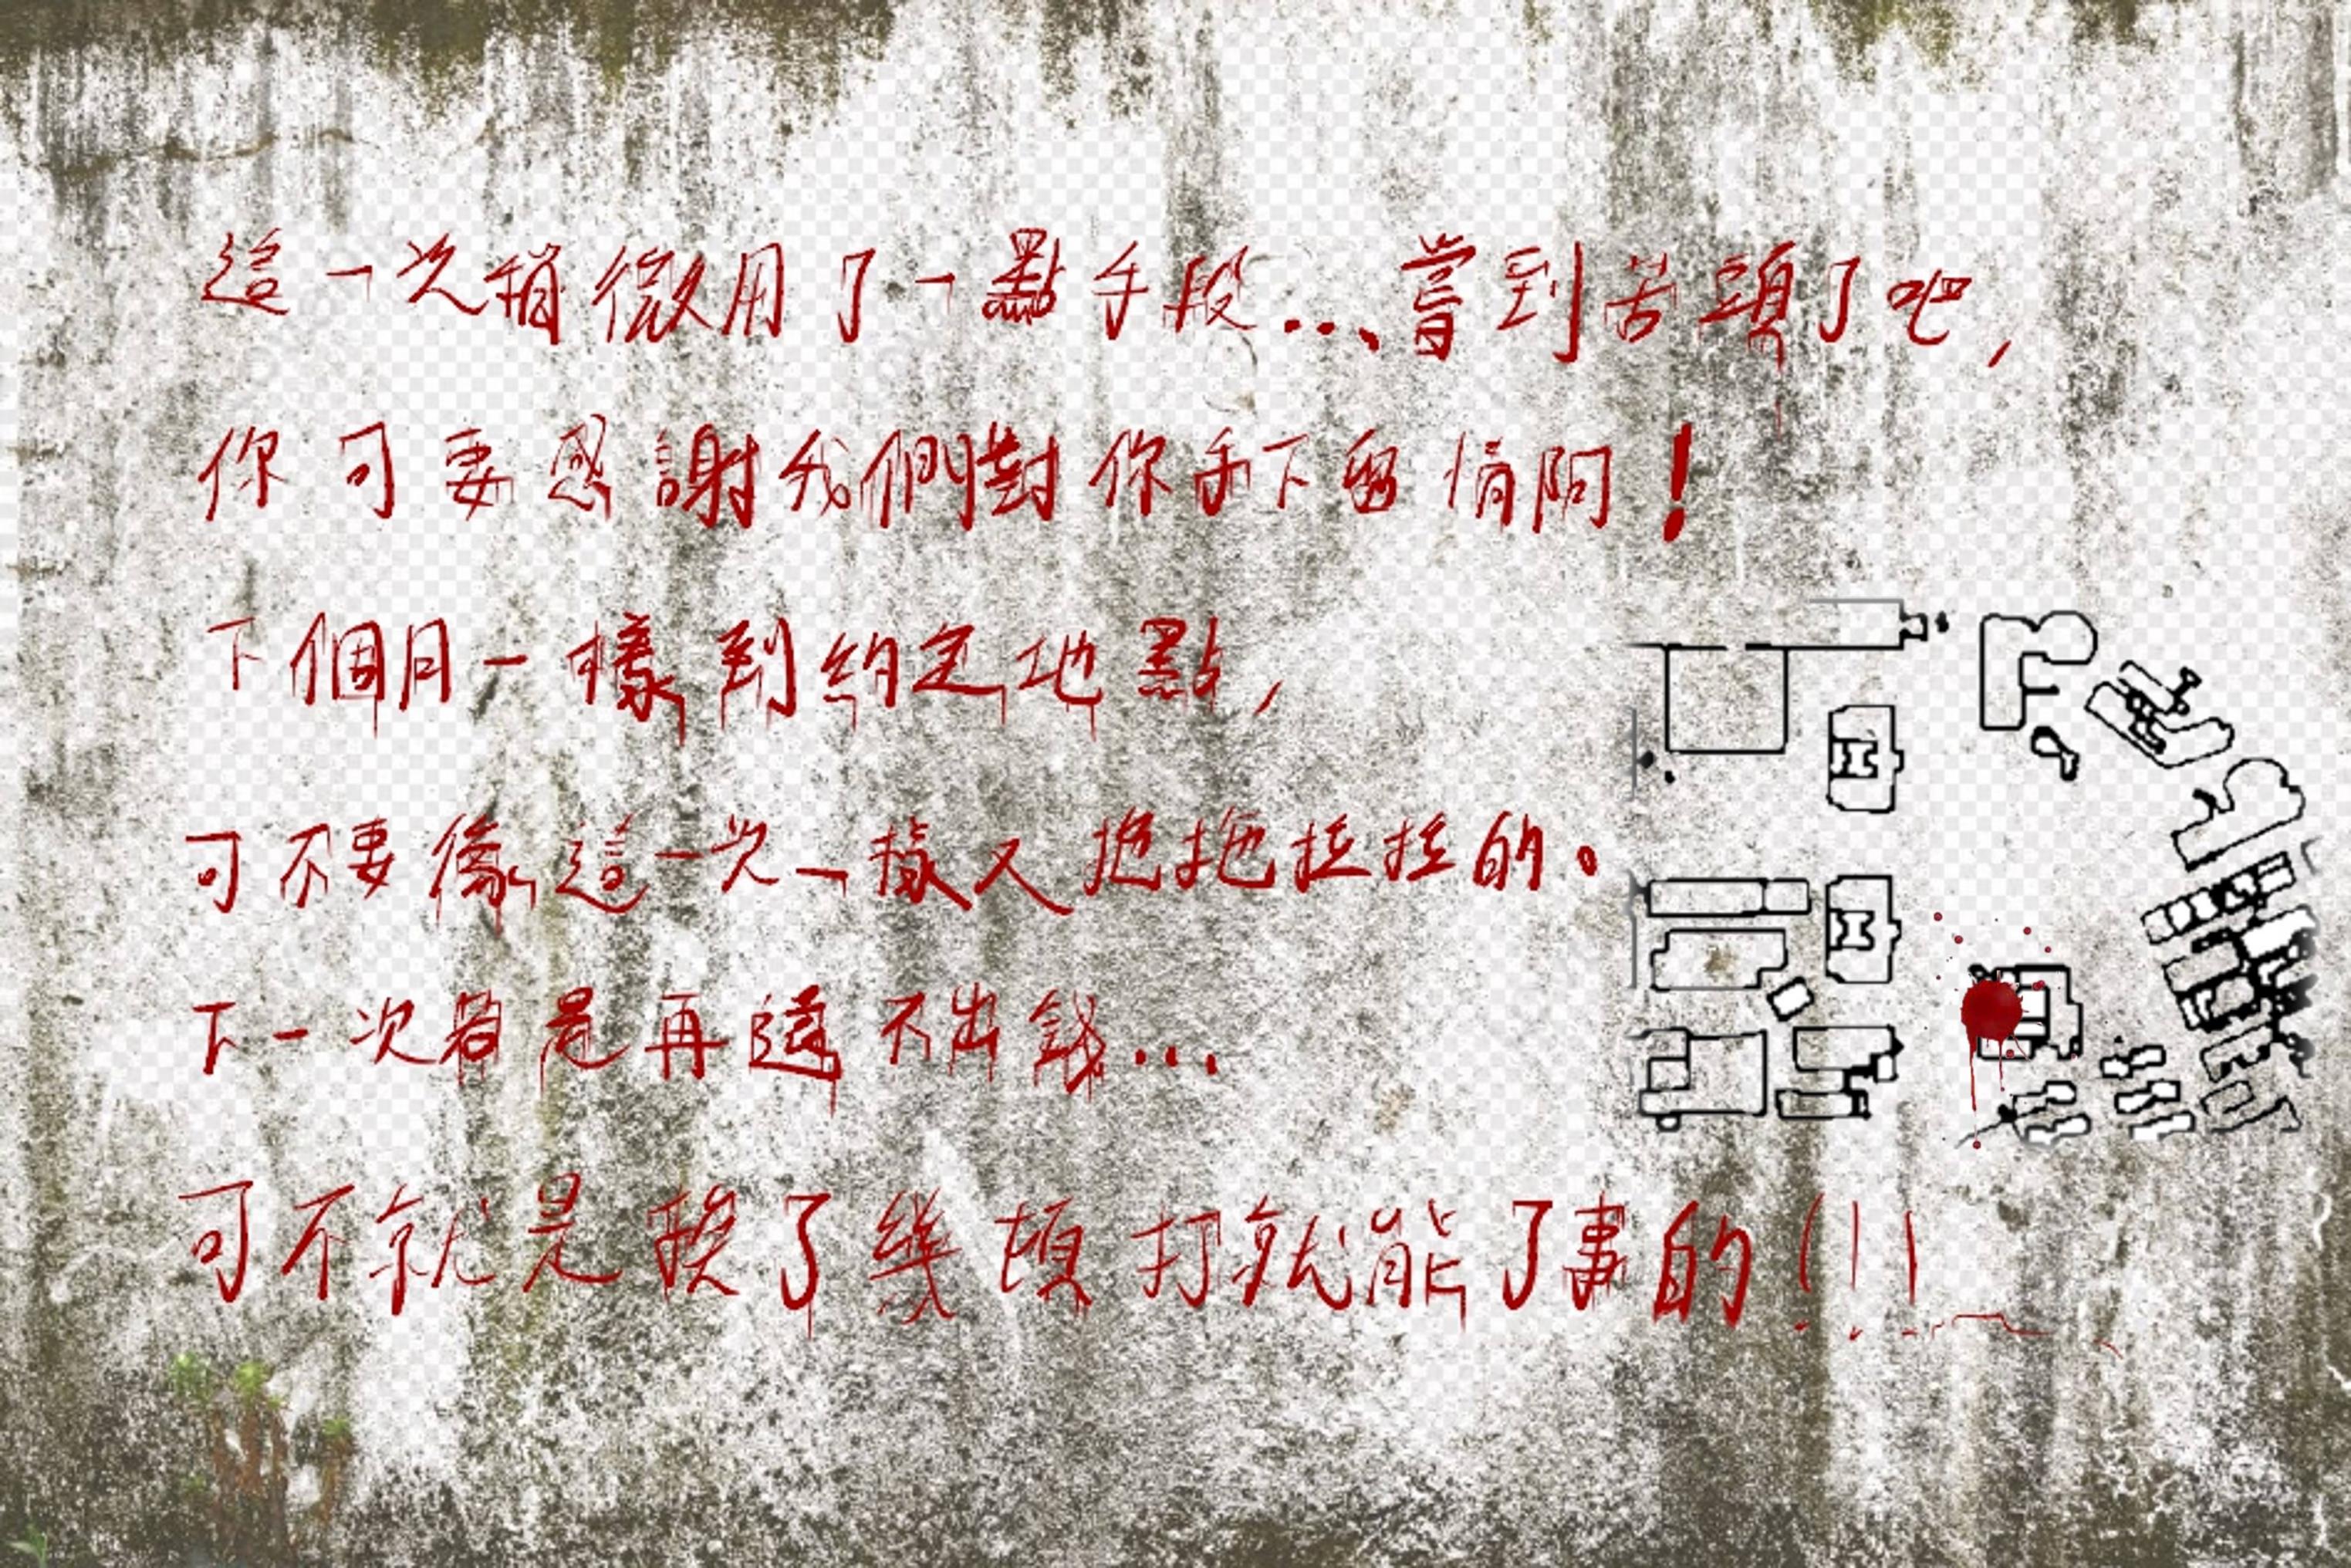 這一次稍微用了一點手段...嘗到苦頭了吧,
你可要感謝我們對你手下留情阿!
下個月一樣到約定地點,
可不要像這一次一樣又拖拖拉拉的。
下一次若是再還不出錢...
可不就是挨了幾頓打就能了事的!!!